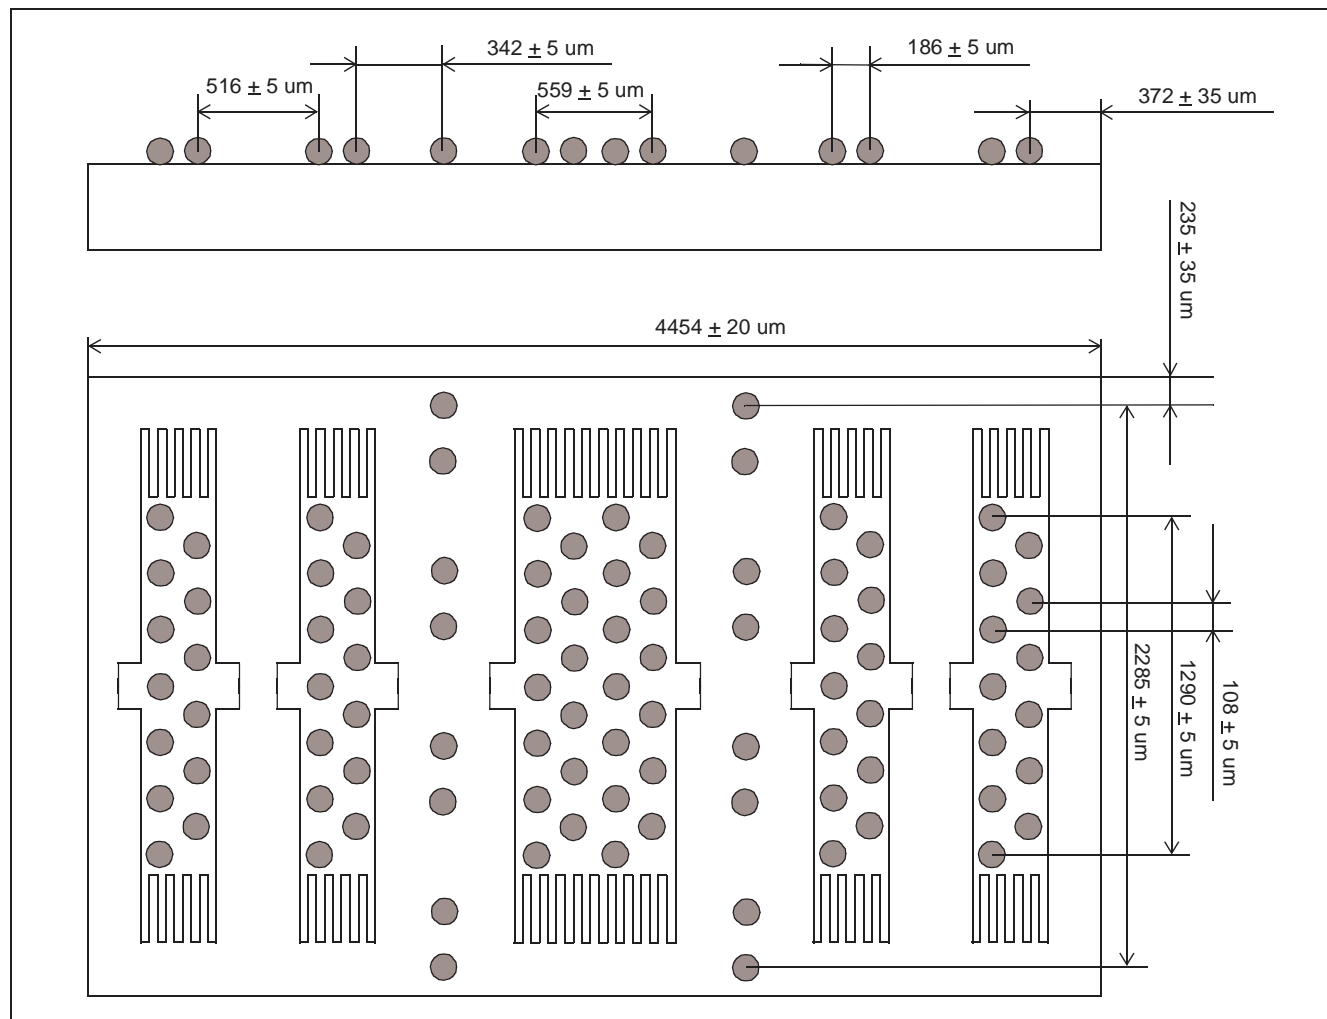 342 ± 5 um
186 ± 5 um
516 ± 5 um
559 ± 5 um
372 ± 35 um
235 ± 35 um
4454 ± 20 um
2285 ± 5 um
1290 ± 5 um
108 ± 5 um